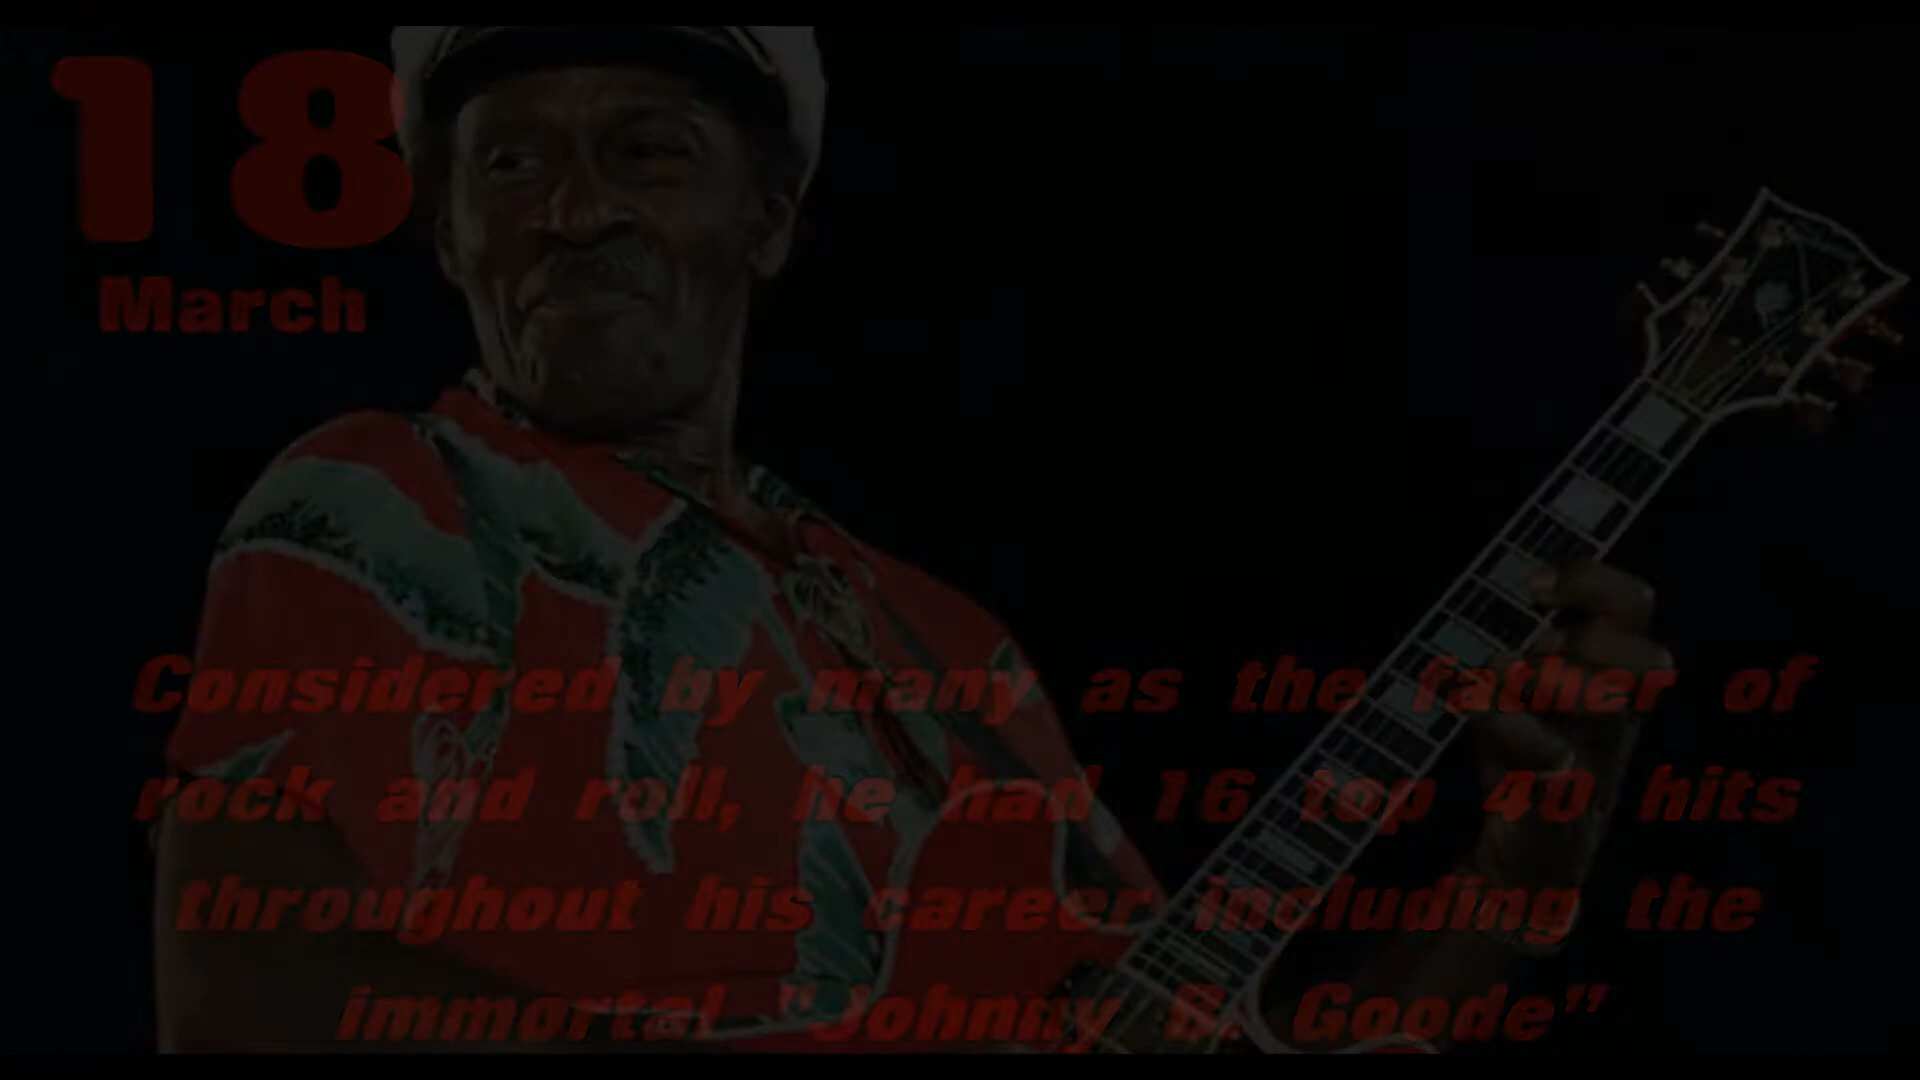 18
March
Considered by many as the father of
rock and roll, he had 16 top 40 hits
throughout his career including the
immortal "Johnny B. Goode"